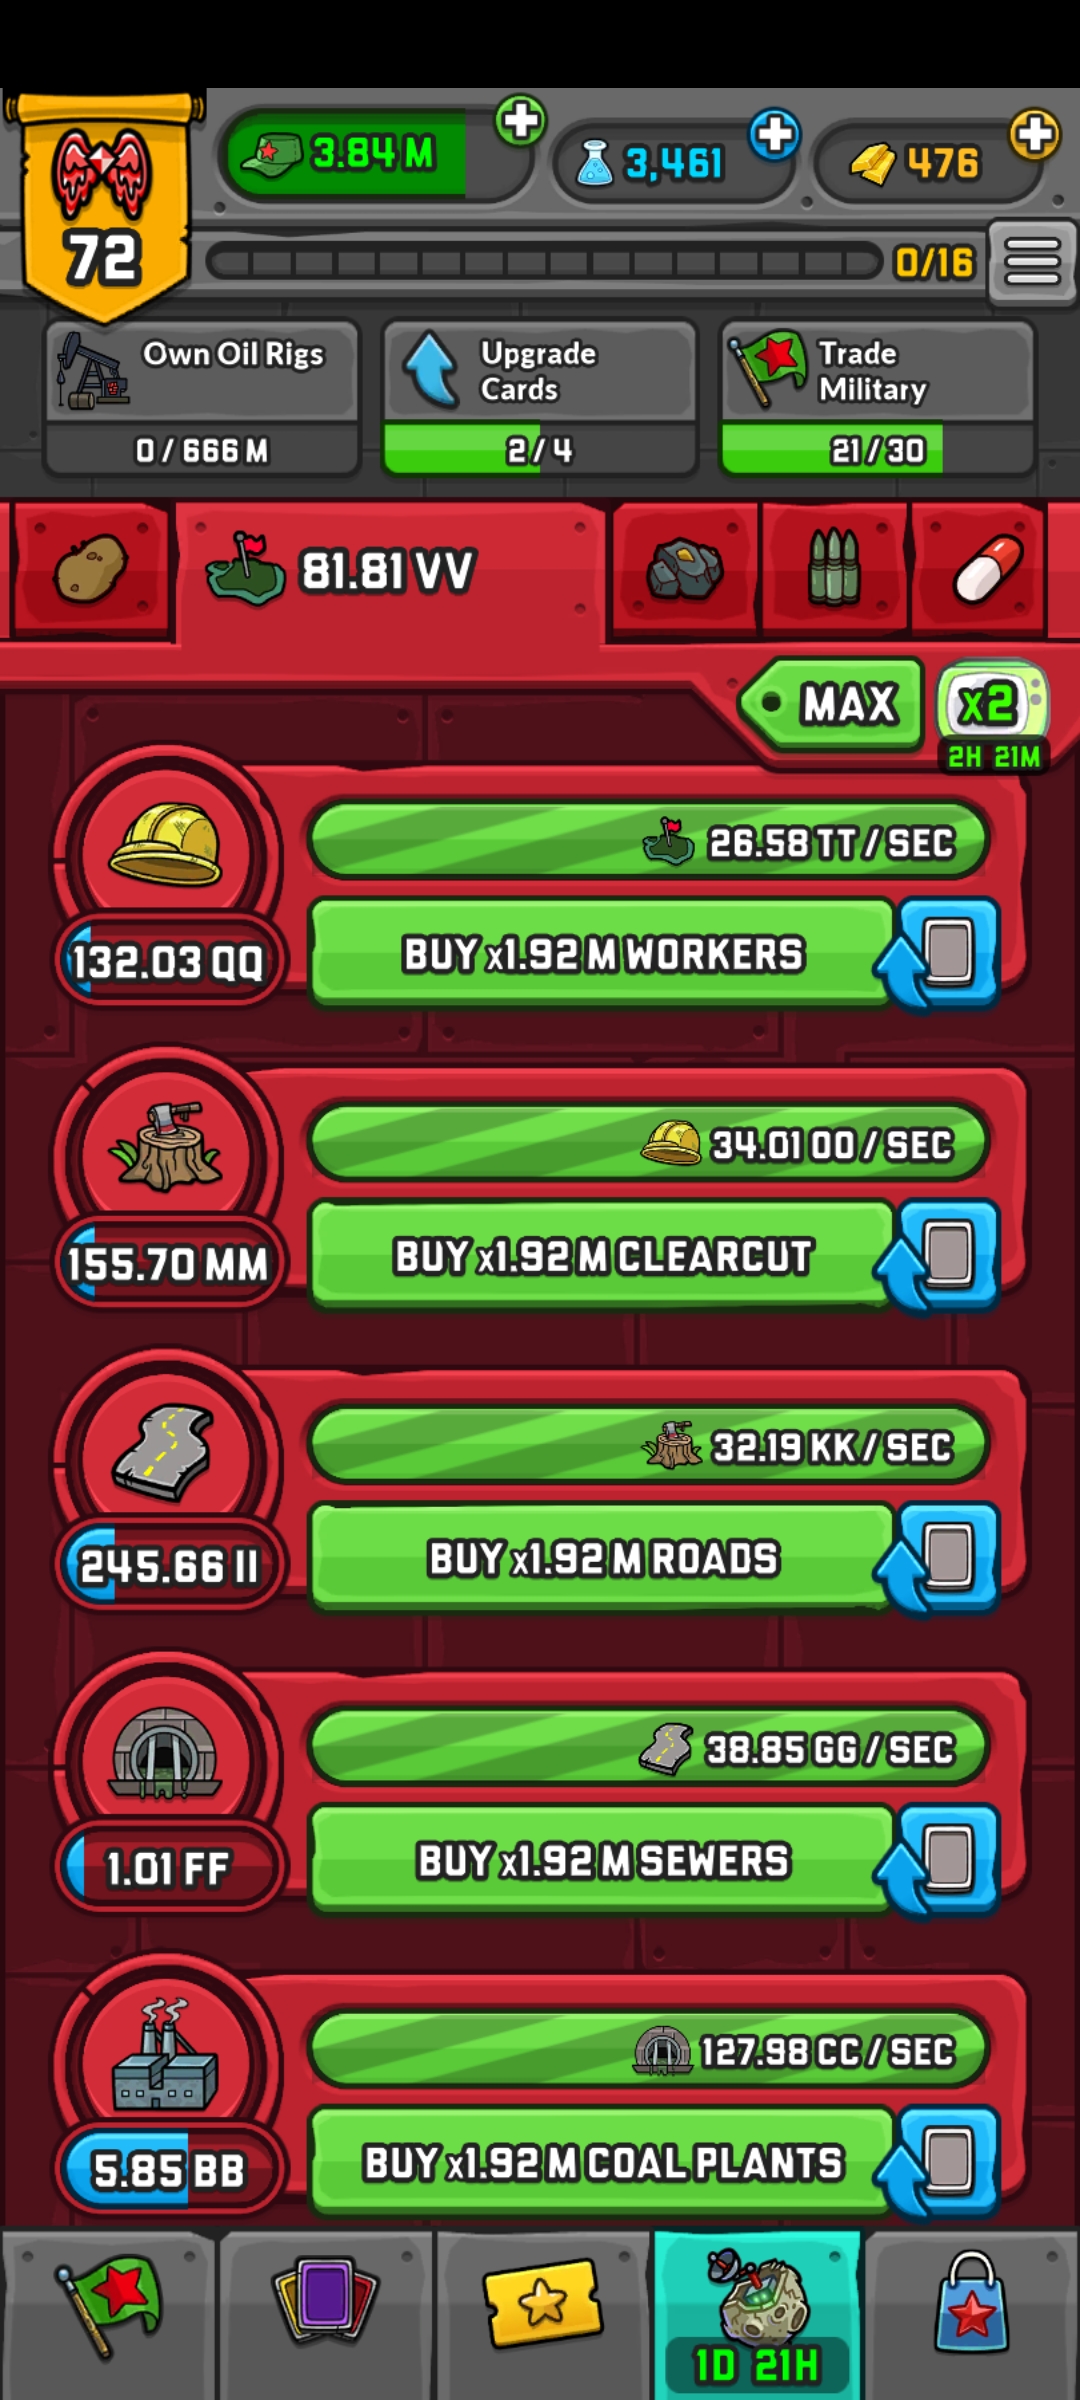 3.84 M
3,461
476
72
0/16
Own Oil Rigs
0 / 666 M
Upgrade
Cards
2 / 4
Trade
Military
21 / 30
81.81 VV
MAX
x2
2H 21M
26.58 TT / SEC
132.03 QQ
BUY x1.92 M WORKERS
34.01 OO / SEC
155.70 MM
BUY x1.92 M CLEARCUT
32.19 KK / SEC
245.66 II
BUY x1.92 M ROADS
38.85 GG / SEC
1.01 FF
BUY x1.92 M SEWERS
127.98 CC / SEC
5.85 BB
BUY x1.92 M COAL PLANTS
1D 21H